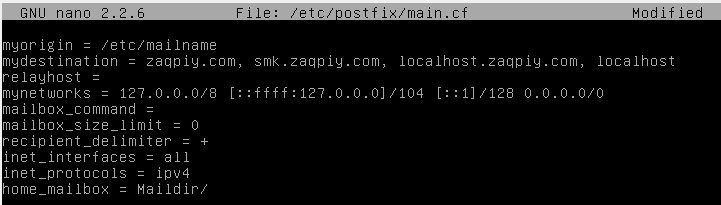 GNU nano 2.2.6 File: /etc/postfix/main.cf Modified
myorigin = /etc/mailname
mydestination = zaqpiy.com, smk.zaqpiy.com, localhost.zaqpiy.com, localhost
relayhost =
mynetworks = 127.0.0.0/8 [::ffff:127.0.0.0]/104 [::1]/128 0.0.0.0/0
mailbox_command =
mailbox_size_limit = 0
recipient_delimiter = +
inet_interfaces = all
inet_protocols = ipv4
home_mailbox = Maildir/